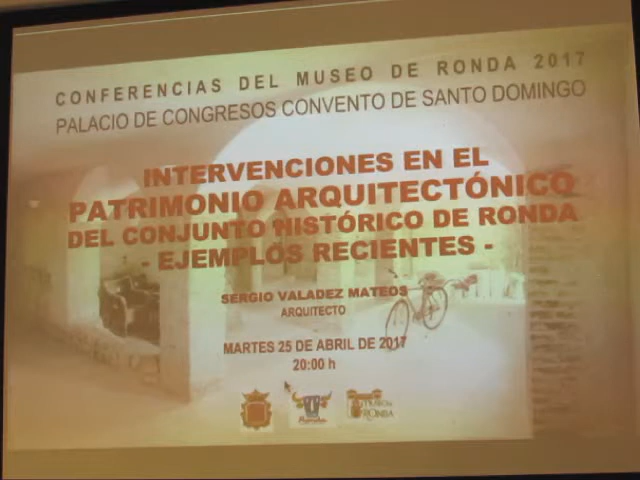 CONFERENCIAS DEL MUSEO DE RONDA 2017
PALACIO DE CONGRESOS CONVENTO DE SANTO DOMINGO
INTERVENCIONES EN EL
PATRIMONIO ARQUITECTÓNICO
DEL CONJUNTO HISTÓRICO DE RONDA
- EJEMPLOS RECIENTES -
SERGIO VALADEZ MATEOS
ARQUITECTO
MARTES 25 DE ABRIL DE 2017
20:00 h
RONDA